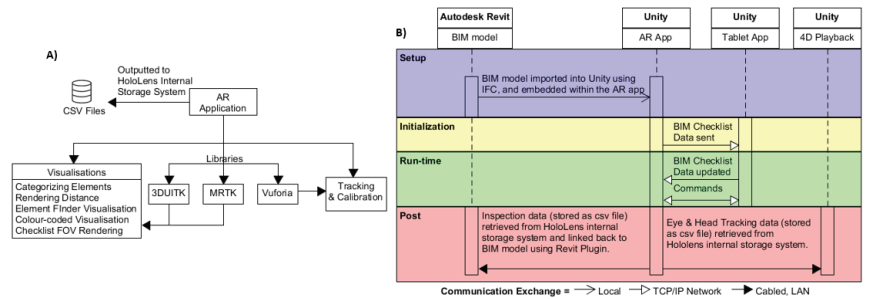 A)
Outputted to
HoloLens Internal
Storage System
CSV Files
AR
Application
Libraries
Visualisations
Categorizing Elements
Rendering Distance
Element FInder Visualisation
Colour-coded Visualisation
Checklist FOV Rendering
3DUITK
MRTK
Vuforia
Tracking
& Calibration
B)
Autodesk Revit
BIM model
Unity
AR App
Unity
Tablet App
Unity
4D Playback
Setup
BIM model imported into Unity using
IFC, and embedded within the AR app
Initialization
BIM Checklist
Data sent
Run-time
BIM Checklist
Data updated
Commands
Post
Inspection data (stored as csv file)
retrieved from HoloLens internal
storage system and linked back to
BIM model using Revit Plugin.
Eye & Head Tracking data (stored
as csv file) retrieved from
Hololens internal storage system.
Communication Exchange = Local TCP/IP Network Cabled, LAN